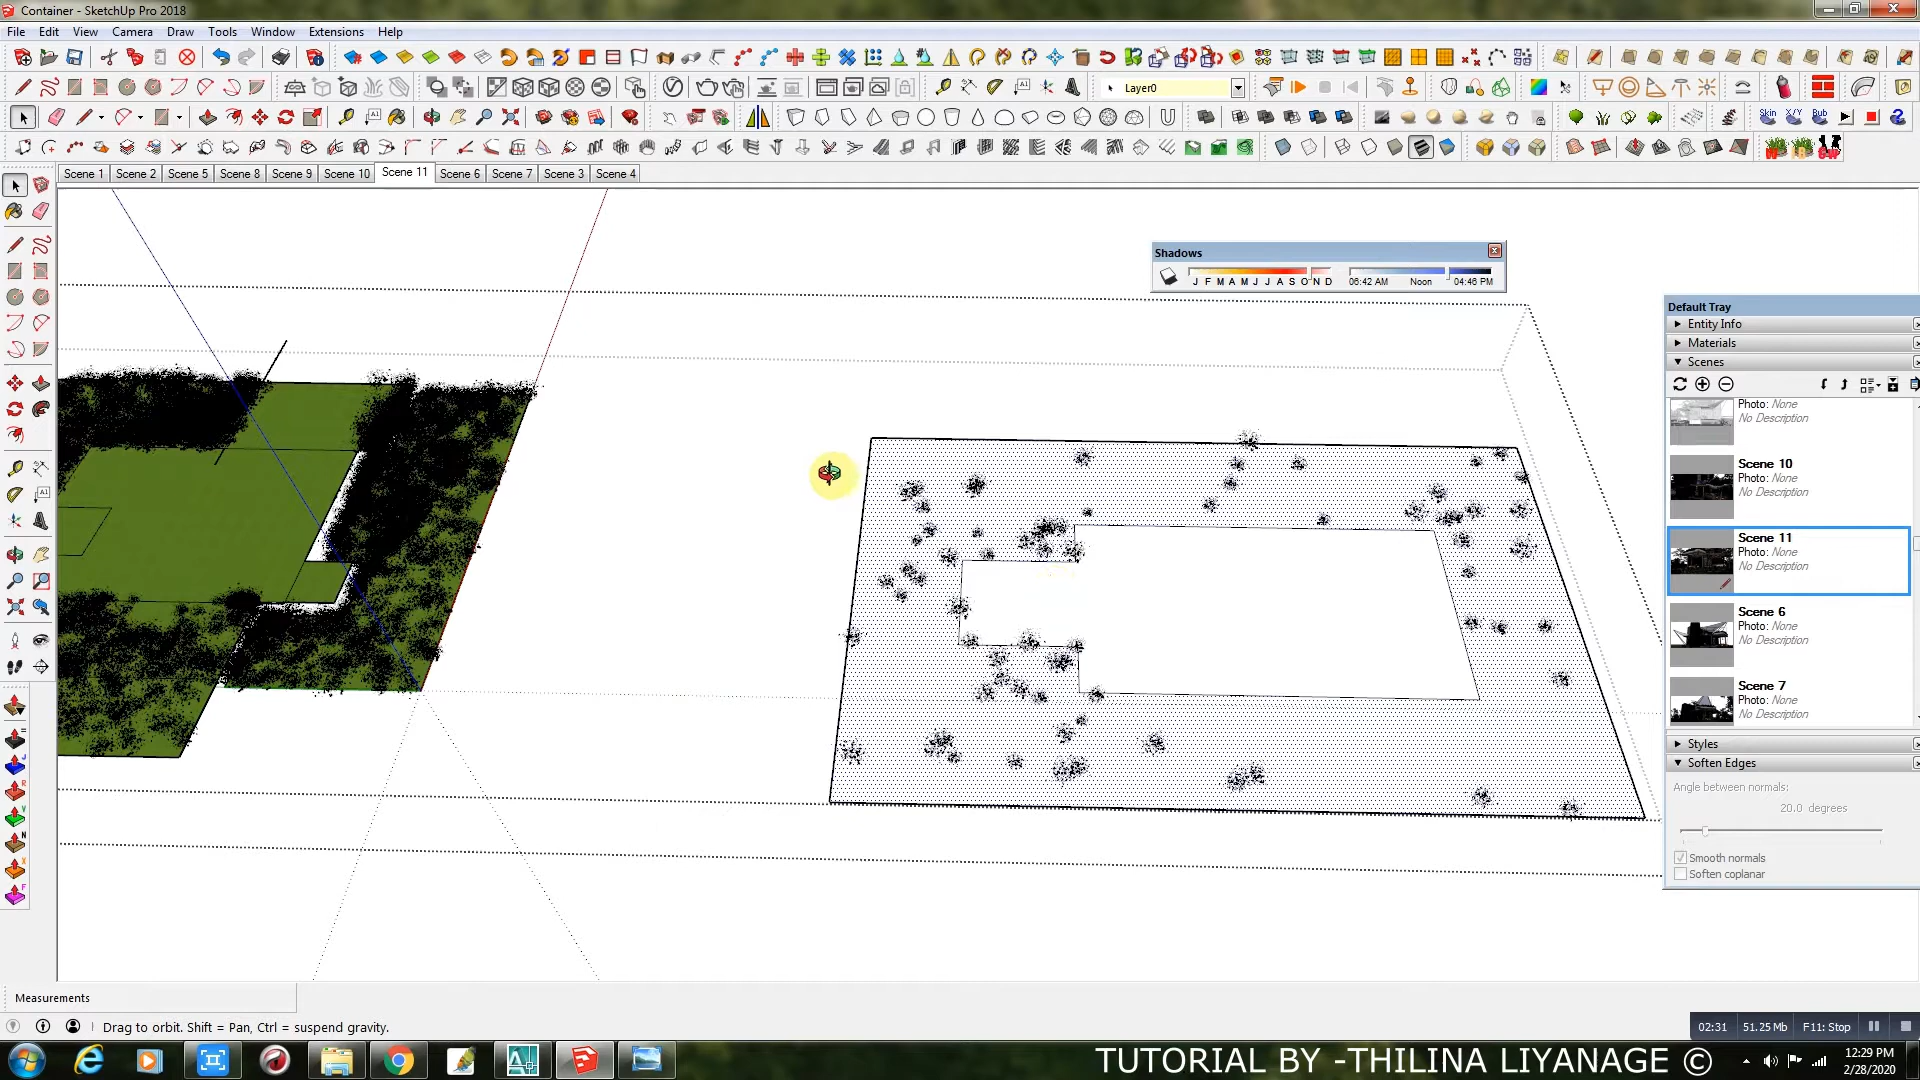 Container - SketchUp Pro 2018
File Edit View Camera Draw Tools Window Extensions Help
Layer0
Skin X/Y Bub
Scene 1 Scene 2 Scene 5 Scene 8 Scene 9 Scene 10 Scene 11 Scene 6 Scene 7 Scene 3 Scene 4
Shadows
J F M A M J J A S O N D 06:42 AM Noon 04:46 PM
Default Tray
Entity Info
Materials
Scenes
Photo: None
No Description
Scene 10
Photo: None
No Description
Scene 11
Photo: None
No Description
Scene 6
Photo: None
No Description
Scene 7
Photo: None
No Description
Styles
Soften Edges
Angle between normals:
20.0 degrees
Smooth normals
Soften coplanar
Measurements
Drag to orbit. Shift = Pan, Ctrl = suspend gravity.
02:31 51.25 Mb F11: Stop
TUTORIAL BY -THILINA LIYANAGE ©
12:29 PM
2/28/2020